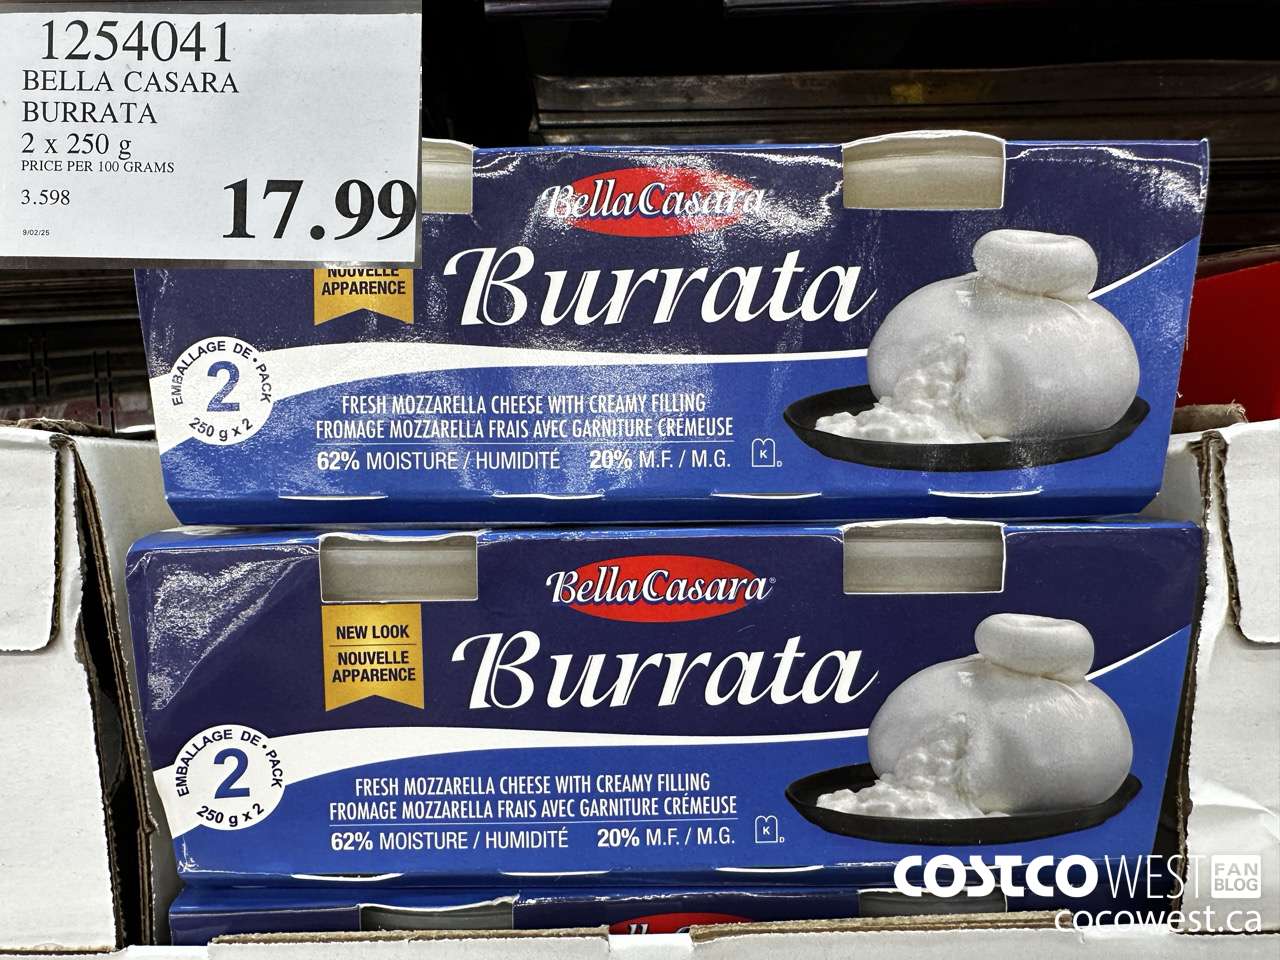 1254041
BELLA CASARA
BURRATA
2 x 250 g
PRICE PER 100 GRAMS
3.598
17.99
9/02/25
BellaCasara
NOUVELLE
APPARENCE
Burrata
EMBALLAGE DE • PACK
2
250 g x 2
FRESH MOZZARELLA CHEESE WITH CREAMY FILLING
FROMAGE MOZZARELLA FRAIS AVEC GARNITURE CRÉMEUSE
62% MOISTURE / HUMIDITÉ 20% M.F. / M.G.
K D
BellaCasara®
NEW LOOK
NOUVELLE
APPARENCE
Burrata
EMBALLAGE DE • PACK
2
250 g x 2
FRESH MOZZARELLA CHEESE WITH CREAMY FILLING
FROMAGE MOZZARELLA FRAIS AVEC GARNITURE CRÉMEUSE
62% MOISTURE / HUMIDITÉ 20% M.F. / M.G.
K D
COSTCO WEST FAN
BLOG
cocowest.ca